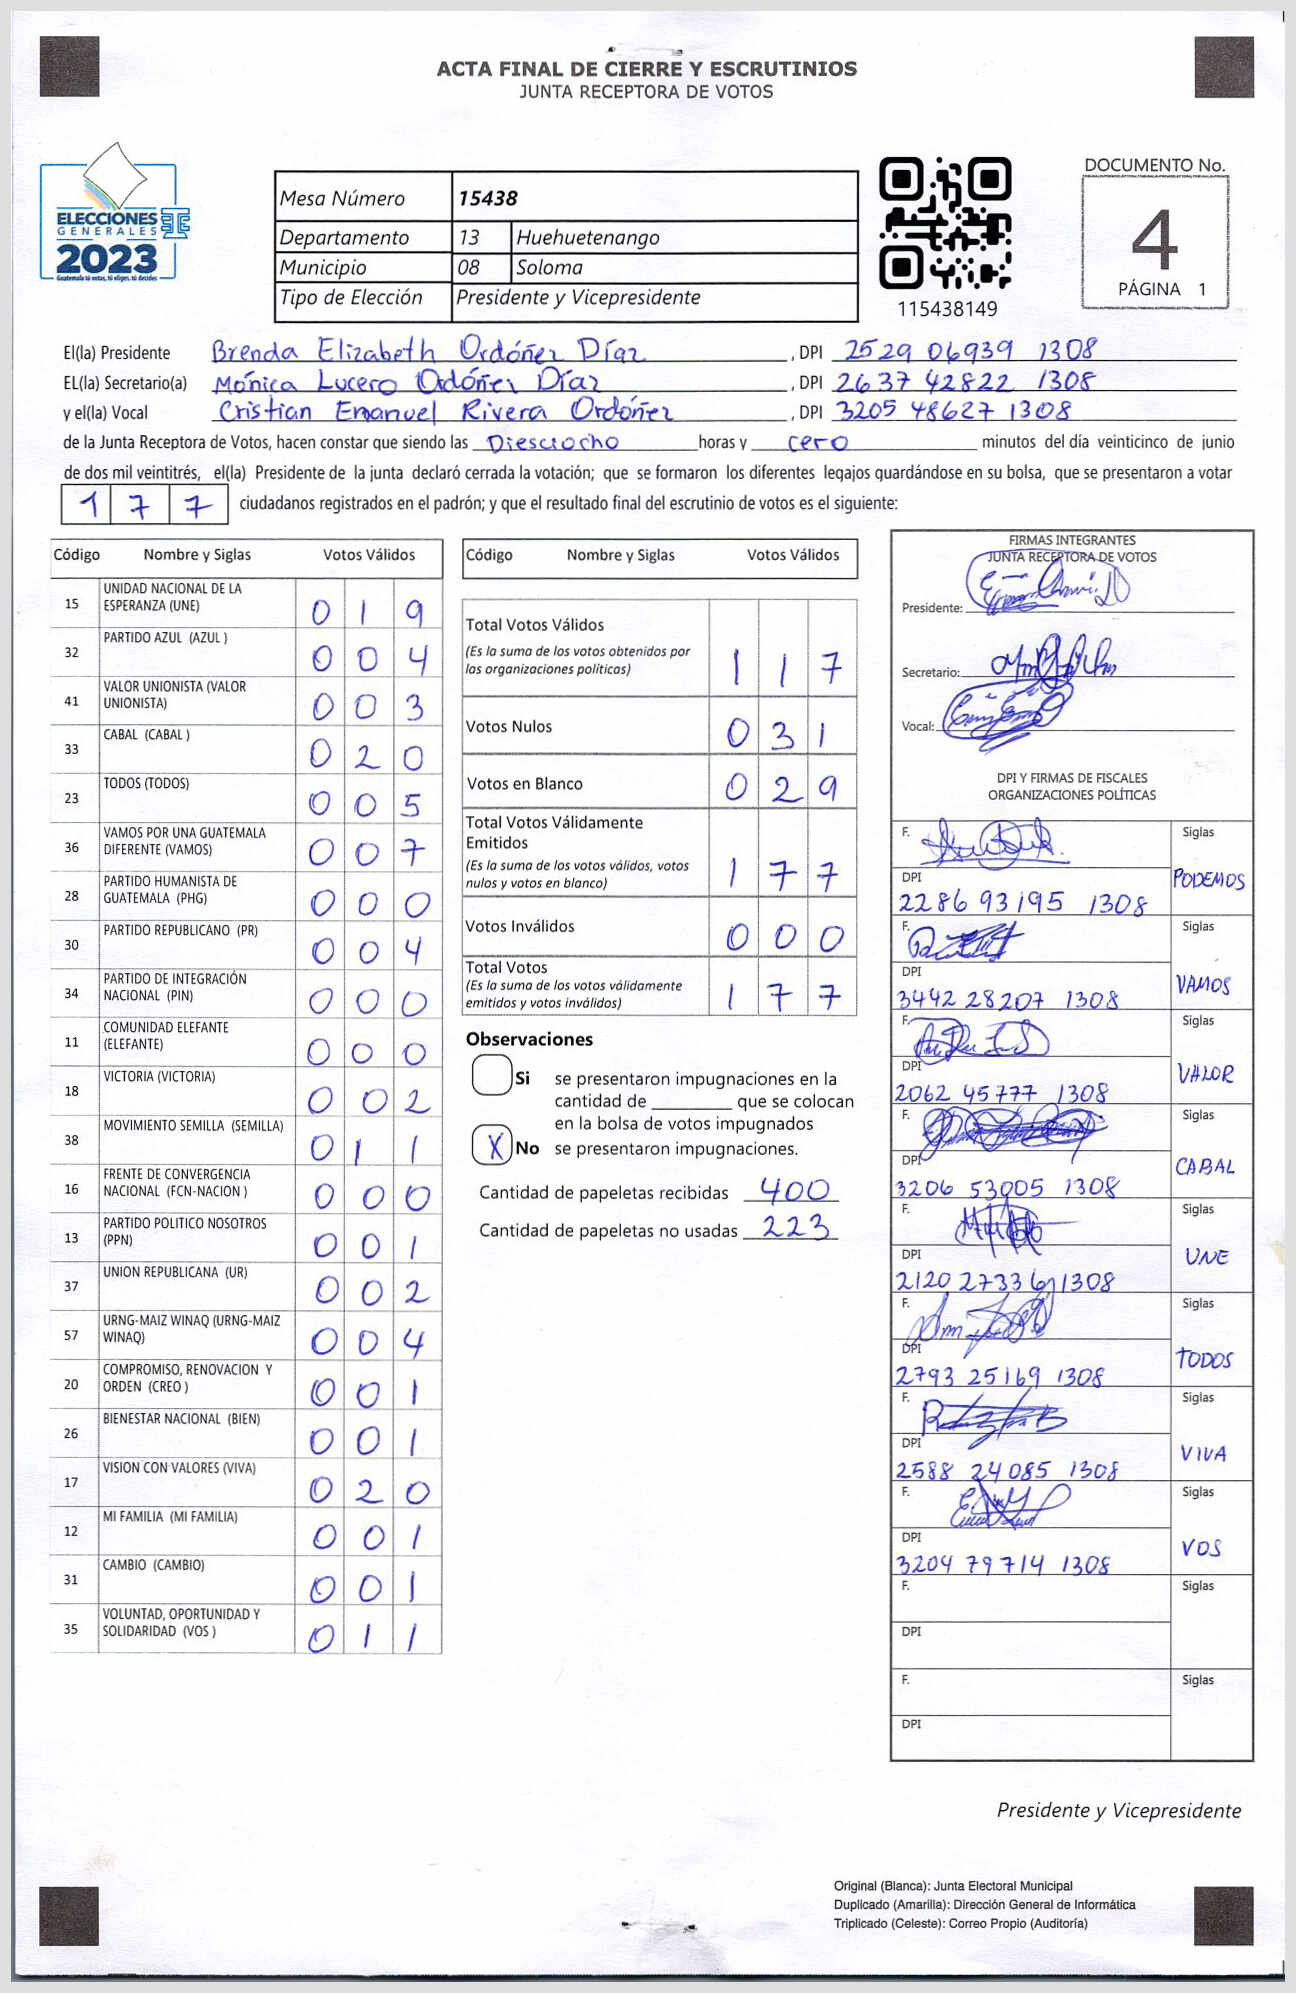 ACTA FINAL DE CIERRE Y ESCRUTINIOS
JUNTA RECEPTORA DE VOTOS
ELECCIONES
GENERALES
2023
Guatemala tú votas, tú eliges, tú decides
Mesa Número 15438
Departamento 13 Huehuetenango
Municipio 08 Soloma
Tipo de Elección Presidente y Vicepresidente
115438149
DOCUMENTO No.
4
PÁGINA 1
El(la) Presidente Brenda Elizabeth Ordóñez Díaz , DPI 2529 06939 1308
EL(la) Secretario(a) Mónica Lucero Ordóñez Díaz , DPI 2637 42822 1308
y el(la) Vocal Cristian Emanuel Rivera Ordóñez , DPI 3205 48627 1308
de la Junta Receptora de Votos, hacen constar que siendo las Diesciocho horas y cero minutos del día veinticinco de junio
de dos mil veintitrés, el(la) Presidente de la junta declaró cerrada la votación; que se formaron los diferentes legajos guardándose en su bolsa, que se presentaron a votar
177 ciudadanos registrados en el padrón; y que el resultado final del escrutinio de votos es el siguiente:
Código Nombre y Siglas Votos Válidos
15 UNIDAD NACIONAL DE LA ESPERANZA (UNE) 0 1 9
32 PARTIDO AZUL (AZUL ) 0 0 4
41 VALOR UNIONISTA (VALOR UNIONISTA) 0 0 3
33 CABAL (CABAL ) 0 2 0
23 TODOS (TODOS) 0 0 5
36 VAMOS POR UNA GUATEMALA DIFERENTE (VAMOS) 0 0 7
28 PARTIDO HUMANISTA DE GUATEMALA (PHG) 0 0 0
30 PARTIDO REPUBLICANO (PR) 0 0 4
34 PARTIDO DE INTEGRACIÓN NACIONAL (PIN) 0 0 0
11 COMUNIDAD ELEFANTE (ELEFANTE) 0 0 0
18 VICTORIA (VICTORIA) 0 0 2
38 MOVIMIENTO SEMILLA (SEMILLA) 0 1 1
16 FRENTE DE CONVERGENCIA NACIONAL (FCN-NACION ) 0 0 0
13 PARTIDO POLITICO NOSOTROS (PPN) 0 0 1
37 UNION REPUBLICANA (UR) 0 0 2
57 URNG-MAIZ WINAQ (URNG-MAIZ WINAQ) 0 0 4
20 COMPROMISO, RENOVACION Y ORDEN (CREO ) 0 0 1
26 BIENESTAR NACIONAL (BIEN) 0 0 1
17 VISION CON VALORES (VIVA) 0 2 0
12 MI FAMILIA (MI FAMILIA) 0 0 1
31 CAMBIO (CAMBIO) 0 0 1
35 VOLUNTAD, OPORTUNIDAD Y SOLIDARIDAD (VOS ) 0 1 1
Código Nombre y Siglas Votos Válidos
Total Votos Válidos
(Es la suma de los votos obtenidos por
las organizaciones políticas) 1 1 7
Votos Nulos 0 3 1
Votos en Blanco 0 2 9
Total Votos Válidamente
Emitidos
(Es la suma de los votos válidos, votos
nulos y votos en blanco) 1 7 7
Votos Inválidos 0 0 0
Total Votos
(Es la suma de los votos válidamente
emitidos y votos inválidos) 1 7 7
Observaciones
Si se presentaron impugnaciones en la
cantidad de ________ que se colocan
en la bolsa de votos impugnados
X No se presentaron impugnaciones.
Cantidad de papeletas recibidas 400
Cantidad de papeletas no usadas 223
FIRMAS INTEGRANTES
JUNTA RECEPTORA DE VOTOS
Presidente:
Secretario:
Vocal:
DPI Y FIRMAS DE FISCALES
ORGANIZACIONES POLÍTICAS
F. Siglas
DPI PODEMOS
2286 93195 1308
F. Siglas
DPI VAMOS
3442 28207 1308
F. Siglas
DPI VALOR
2062 45777 1308
F. Siglas
DPI CABAL
3206 53005 1308
F. Siglas
DPI UNE
2120 27336 1308
F. Siglas
DPI TODOS
2793 25169 1308
F. Siglas
DPI VIVA
2588 24085 1308
F. Siglas
DPI VOS
3204 79714 1308
F. Siglas
DPI
F. Siglas
DPI
Presidente y Vicepresidente
Original (Blanca): Junta Electoral Municipal
Duplicado (Amarilla): Dirección General de Informática
Triplicado (Celeste): Correo Propio (Auditoría)